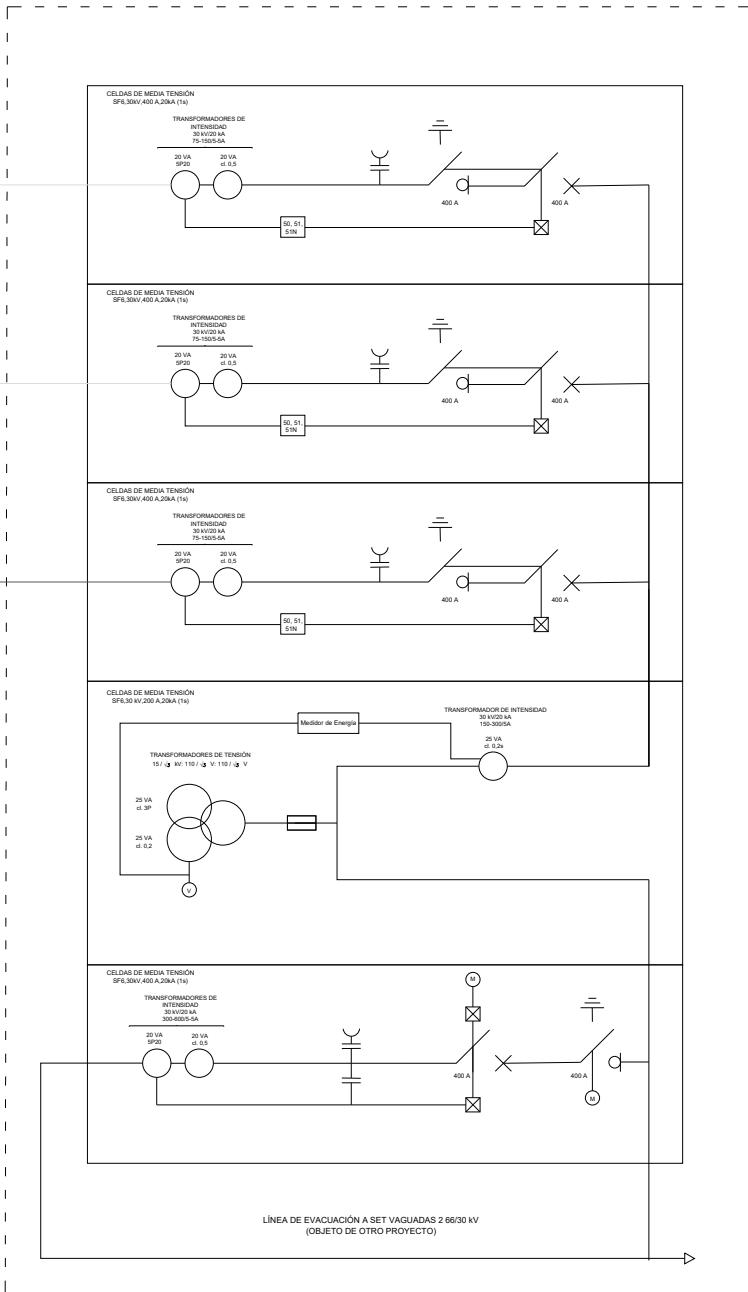 CELDAS DE MEDIA TENSIÓN
SF6,30kV,400 A,20kA (1s)
TRANSFORMADORES DE
INTENSIDAD
30 kV/20 kA
75-150/5-5A
20 VA
5P20
20 VA
cl. 0,5
400 A
400 A
50, 51,
51N
CELDAS DE MEDIA TENSIÓN
SF6,30kV,400 A,20kA (1s)
TRANSFORMADORES DE
INTENSIDAD
30 kV/20 kA
75-150/5-5A
20 VA
5P20
20 VA
cl. 0,5
400 A
400 A
50, 51,
51N
CELDAS DE MEDIA TENSIÓN
SF6,30kV,400 A,20kA (1s)
TRANSFORMADORES DE
INTENSIDAD
30 kV/20 kA
75-150/5-5A
20 VA
5P20
20 VA
cl. 0,5
400 A
400 A
50, 51,
51N
CELDAS DE MEDIA TENSIÓN
SF6,30 kV,200 A,20kA (1s)
Medidor de Energía
TRANSFORMADOR DE INTENSIDAD
30 kV/20 kA
150-300/5A
25 VA
cl. 0,2s
TRANSFORMADORES DE TENSIÓN
15 / √3 kV: 110 / √3 V: 110 / √3 V
25 VA
cl. 3P
25 VA
cl. 0,2
V
CELDAS DE MEDIA TENSIÓN
SF6,30kV,400 A,20kA (1s)
TRANSFORMADORES DE
INTENSIDAD
30 kV/20 kA
300-600/5-5A
20 VA
5P20
20 VA
cl. 0,5
M
400 A
400 A
M
LÍNEA DE EVACUACIÓN A SET VAGUADAS 2 66/30 kV
(OBJETO DE OTRO PROYECTO)